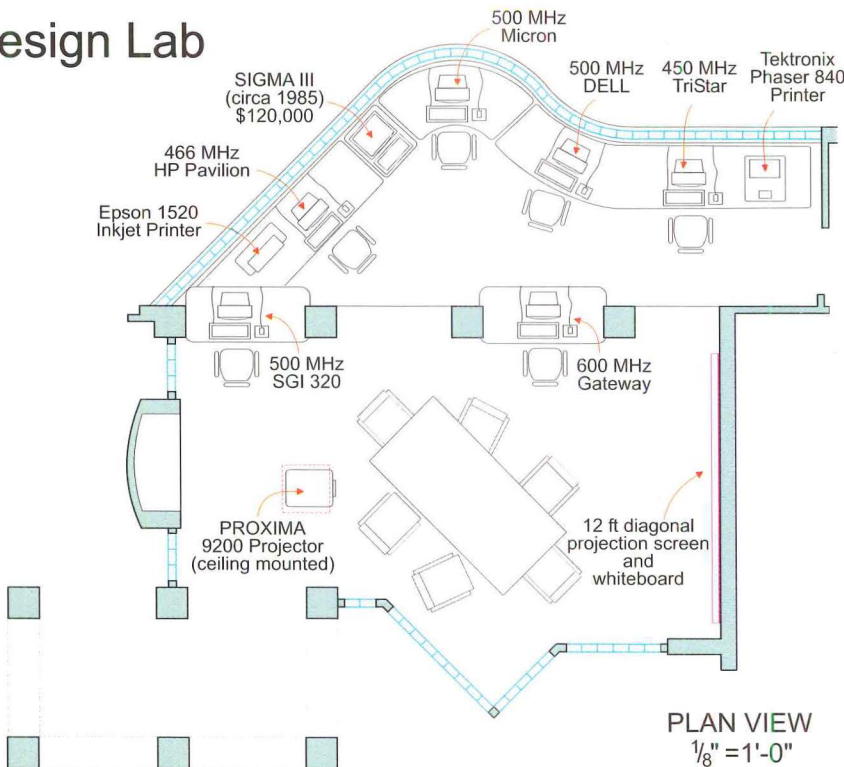 esign Lab
500 MHz
Micron
SIGMA III
(circa 1985)
$120,000
500 MHz
DELL
450 MHz
TriStar
Tektronix
Phaser 840
Printer
466 MHz
HP Pavilion
Epson 1520
Inkjet Printer
500 MHz
SGI 320
600 MHz
Gateway
PROXIMA
9200 Projector
(ceiling mounted)
12 ft diagonal
projection screen
and
whiteboard
PLAN VIEW
1/8" =1'-0"